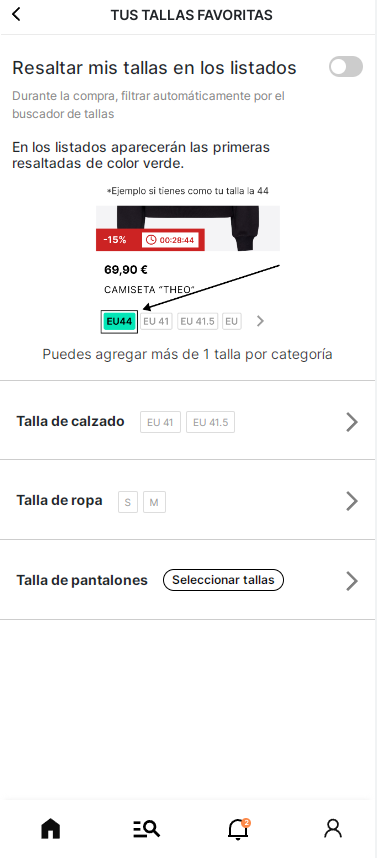 TUS TALLAS FAVORITAS
Resaltar mis tallas en los listados
Durante la compra, filtrar automáticamente por el
buscador de tallas
En los listados aparecerán las primeras
resaltadas de color verde.
*Ejemplo si tienes como tu talla la 44
-15% 00:28:44
69,90 €
CAMISETA “THEO”
EU44 EU 41 EU 41.5 EU
Puedes agregar más de 1 talla por categoría
Talla de calzado EU 41 EU 41.5
Talla de ropa S M
Talla de pantalones Seleccionar tallas
2